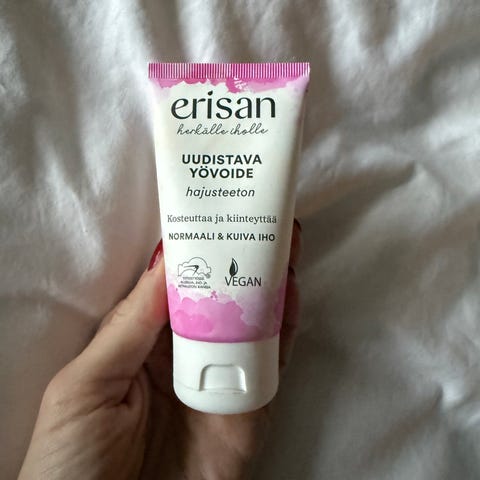 erisan
herkälle iholle
UUDISTAVA
YÖVOIDE
hajusteeton
Kosteuttaa ja kiinteyttää
NORMAALI & KUIVA IHO
VEGAN